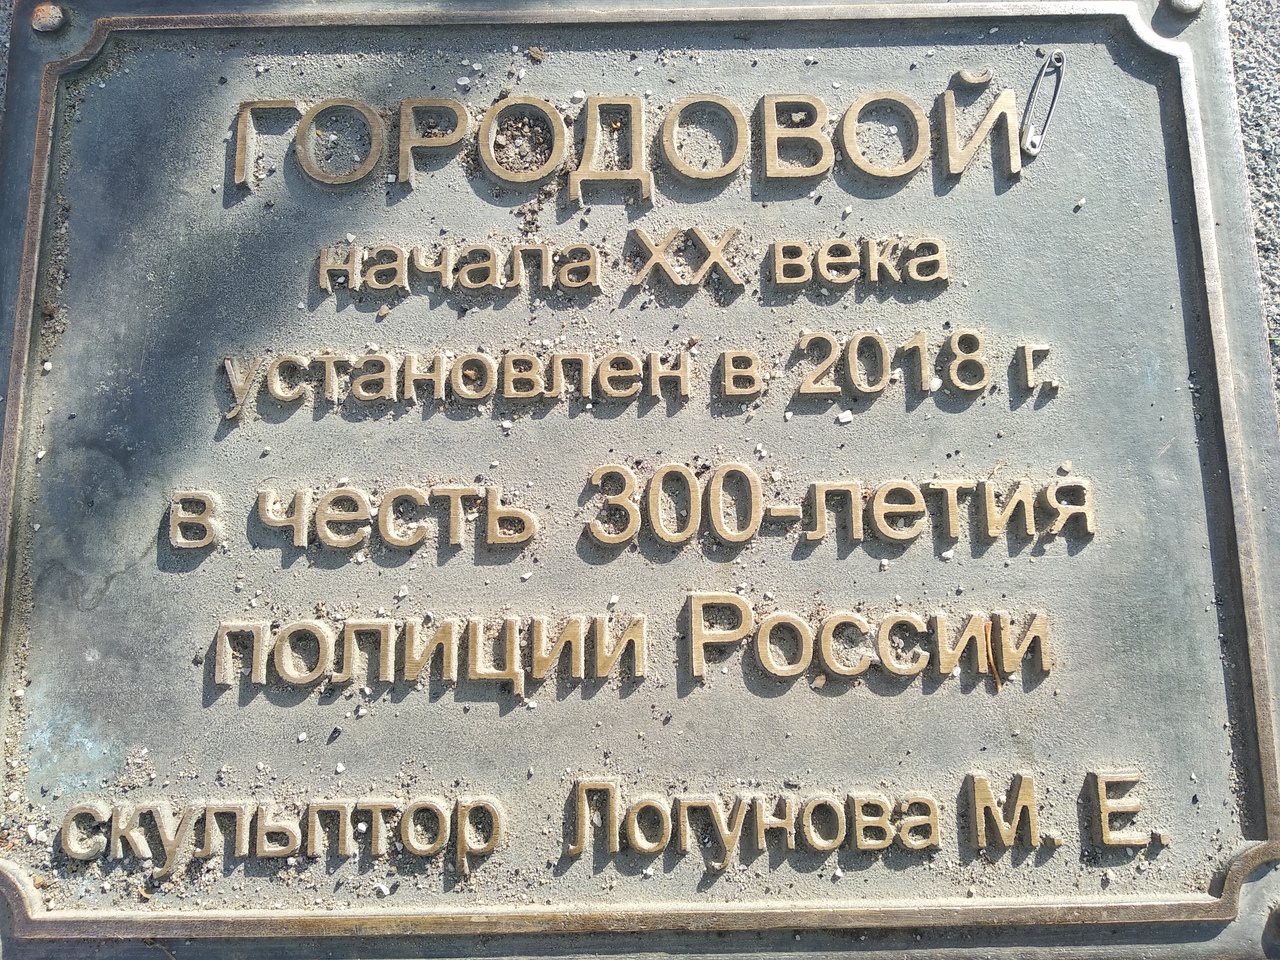 ГОРОДОВОЙ
начала XX века
установлен в 2018 г.
в честь 300-летия
полиции России
скульптор Логунова М. Е.